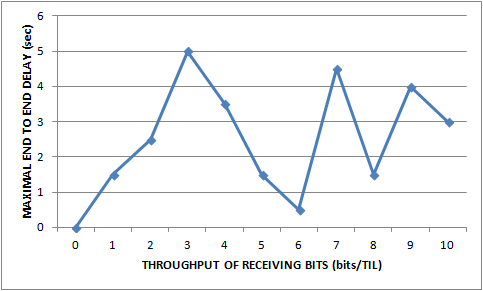 6
5
4
3
2
1
0
MAXIMAL END TO END DELAY (sec)
0 1 2 3 4 5 6 7 8 9 10
THROUGHPUT OF RECEIVING BITS (bits/TIL)